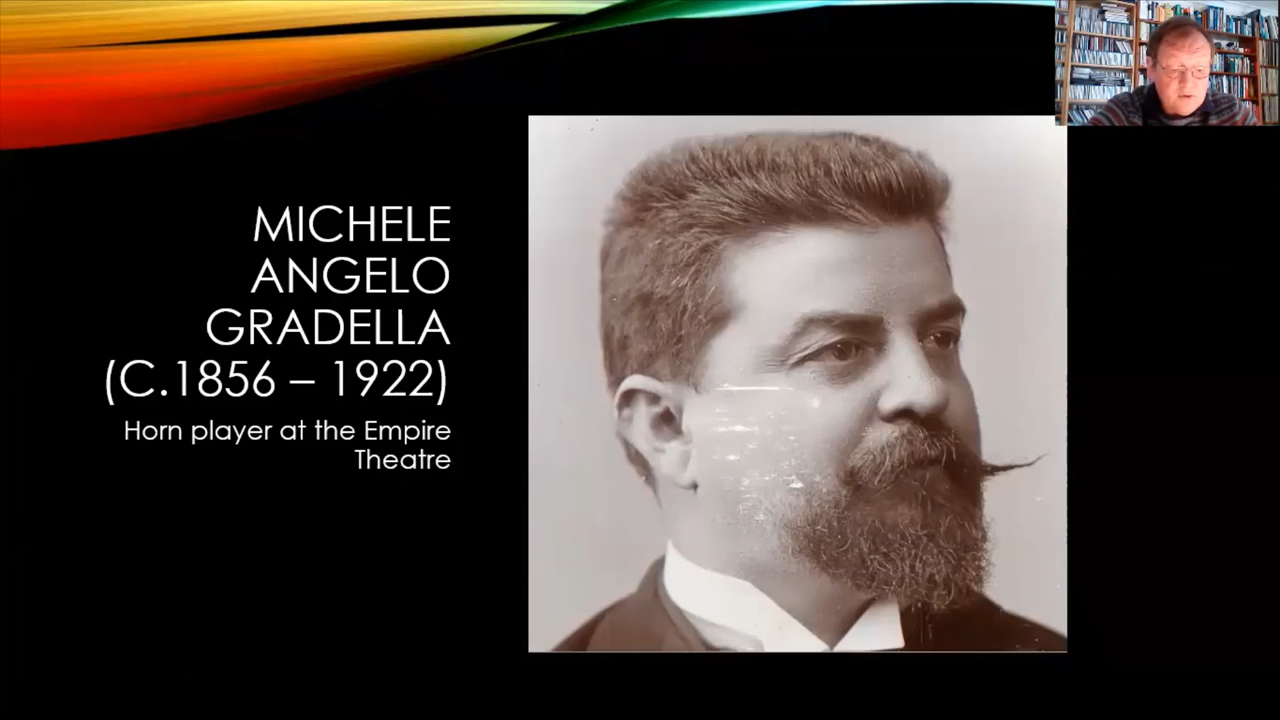 MICHELE
ANGELO
GRADELLA
(C.1856 – 1922)
Horn player at the Empire
Theatre